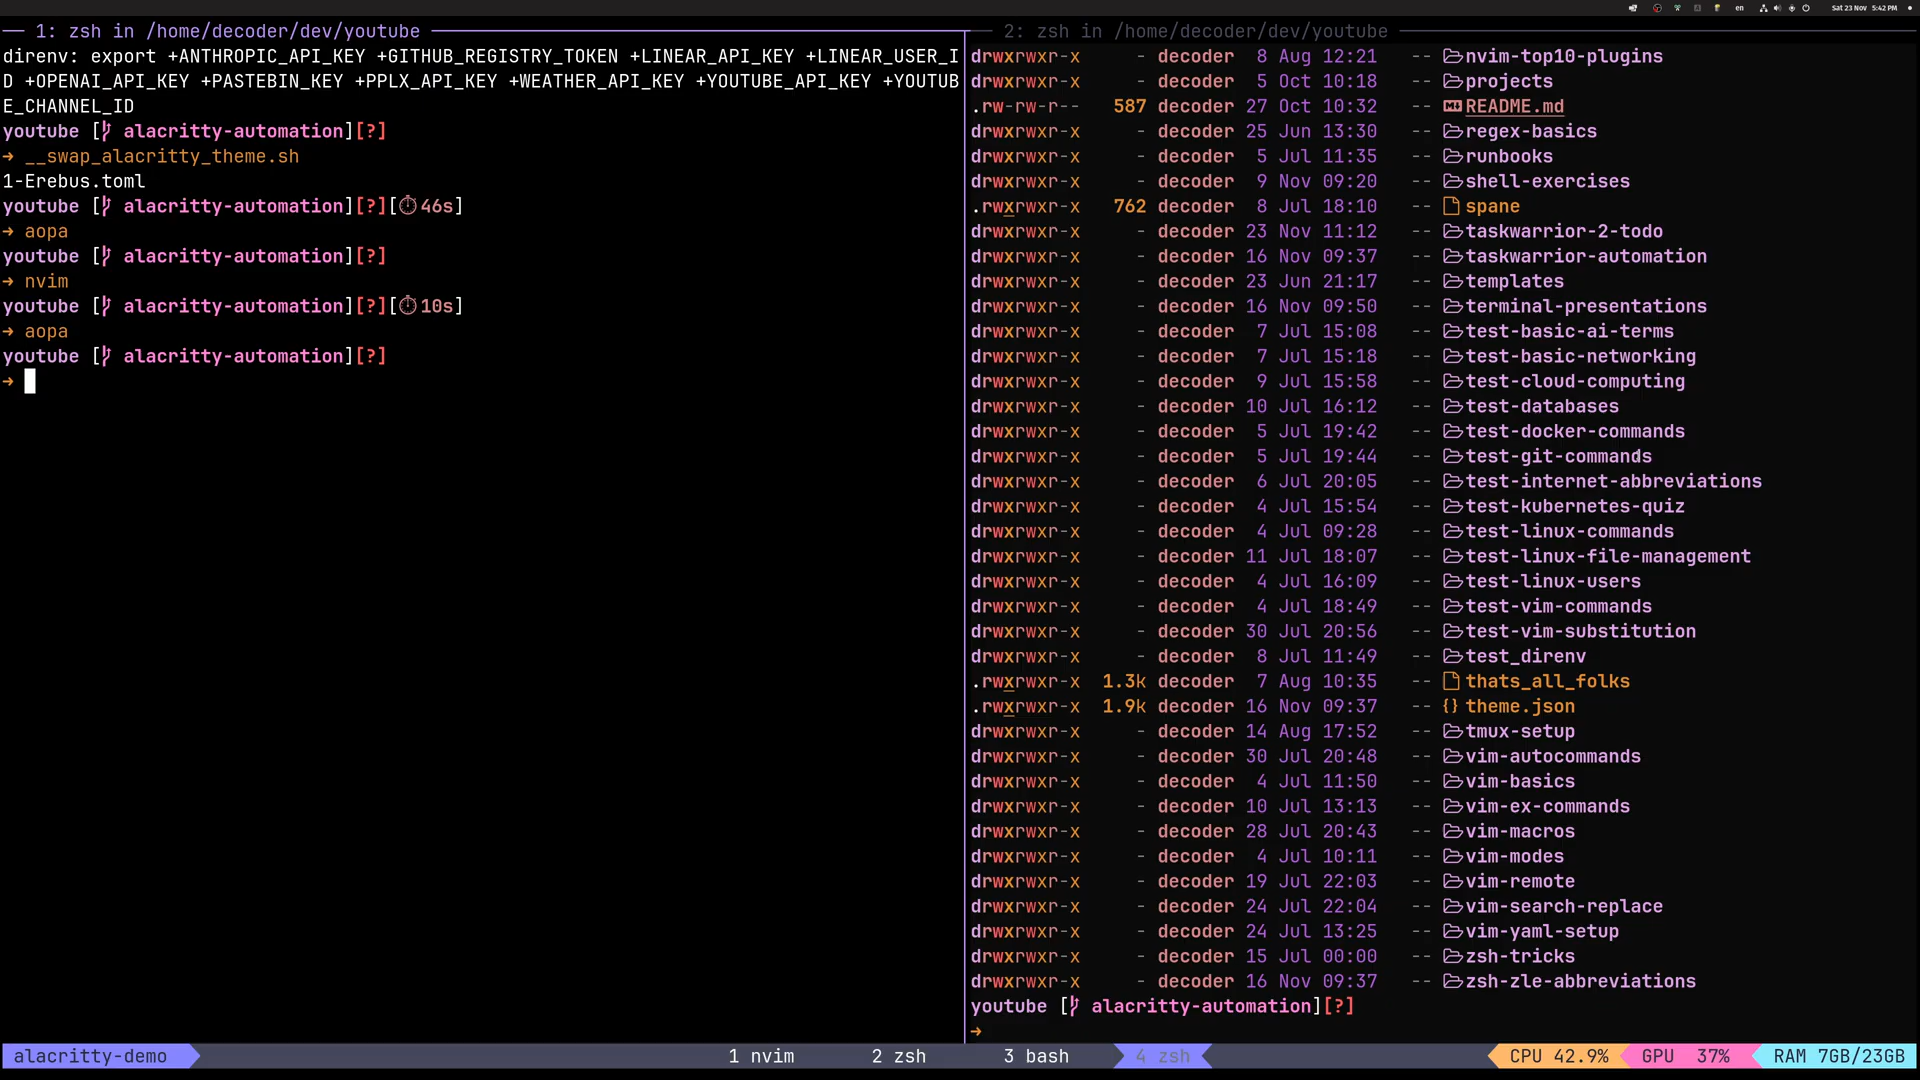 en
Sat 23 Nov 5:42 PM
1: zsh in /home/decoder/dev/youtube
direnv: export +ANTHROPIC_API_KEY +GITHUB_REGISTRY_TOKEN +LINEAR_API_KEY +LINEAR_USER_I
D +OPENAI_API_KEY +PASTEBIN_KEY +PPLX_API_KEY +WEATHER_API_KEY +YOUTUBE_API_KEY +YOUTUB
E_CHANNEL_ID
youtube [ alacritty-automation][?]
➜ __swap_alacritty_theme.sh
1-Erebus.toml
youtube [ alacritty-automation][?][⏱46s]
➜ aopa
youtube [ alacritty-automation][?]
➜ nvim
youtube [ alacritty-automation][?][⏱10s]
➜ aopa
youtube [ alacritty-automation][?]
➜
2: zsh in /home/decoder/dev/youtube
drwxrwxr-x - decoder 8 Aug 12:21 -- nvim-top10-plugins
drwxrwxr-x - decoder 5 Oct 10:18 -- projects
.rw-rw-r-- 587 decoder 27 Oct 10:32 -- README.md
drwxrwxr-x - decoder 25 Jun 13:30 -- regex-basics
drwxrwxr-x - decoder 5 Jul 11:35 -- runbooks
drwxrwxr-x - decoder 9 Nov 09:20 -- shell-exercises
.rwxrwxr-x 762 decoder 8 Jul 18:10 -- spane
drwxrwxr-x - decoder 23 Nov 11:12 -- taskwarrior-2-todo
drwxrwxr-x - decoder 16 Nov 09:37 -- taskwarrior-automation
drwxrwxr-x - decoder 23 Jun 21:17 -- templates
drwxrwxr-x - decoder 16 Nov 09:50 -- terminal-presentations
drwxrwxr-x - decoder 7 Jul 15:08 -- test-basic-ai-terms
drwxrwxr-x - decoder 7 Jul 15:18 -- test-basic-networking
drwxrwxr-x - decoder 9 Jul 15:58 -- test-cloud-computing
drwxrwxr-x - decoder 10 Jul 16:12 -- test-databases
drwxrwxr-x - decoder 5 Jul 19:42 -- test-docker-commands
drwxrwxr-x - decoder 5 Jul 19:44 -- test-git-commands
drwxrwxr-x - decoder 6 Jul 20:05 -- test-internet-abbreviations
drwxrwxr-x - decoder 4 Jul 15:54 -- test-kubernetes-quiz
drwxrwxr-x - decoder 4 Jul 09:28 -- test-linux-commands
drwxrwxr-x - decoder 11 Jul 18:07 -- test-linux-file-management
drwxrwxr-x - decoder 4 Jul 16:09 -- test-linux-users
drwxrwxr-x - decoder 4 Jul 18:49 -- test-vim-commands
drwxrwxr-x - decoder 30 Jul 20:56 -- test-vim-substitution
drwxrwxr-x - decoder 8 Jul 11:49 -- test_direnv
.rwxrwxr-x 1.3k decoder 7 Aug 10:35 -- thats_all_folks
.rwxrwxr-x 1.9k decoder 16 Nov 09:37 -- {} theme.json
drwxrwxr-x - decoder 14 Aug 17:52 -- tmux-setup
drwxrwxr-x - decoder 30 Jul 20:48 -- vim-autocommands
drwxrwxr-x - decoder 4 Jul 11:50 -- vim-basics
drwxrwxr-x - decoder 10 Jul 13:13 -- vim-ex-commands
drwxrwxr-x - decoder 28 Jul 20:43 -- vim-macros
drwxrwxr-x - decoder 4 Jul 10:11 -- vim-modes
drwxrwxr-x - decoder 19 Jul 22:03 -- vim-remote
drwxrwxr-x - decoder 24 Jul 22:04 -- vim-search-replace
drwxrwxr-x - decoder 24 Jul 13:25 -- vim-yaml-setup
drwxrwxr-x - decoder 15 Jul 00:00 -- zsh-tricks
drwxrwxr-x - decoder 16 Nov 09:37 -- zsh-zle-abbreviations
youtube [ alacritty-automation][?]
➜
alacritty-demo 1 nvim 2 zsh 3 bash 4 zsh CPU 42.9% GPU 37% RAM 7GB/23GB